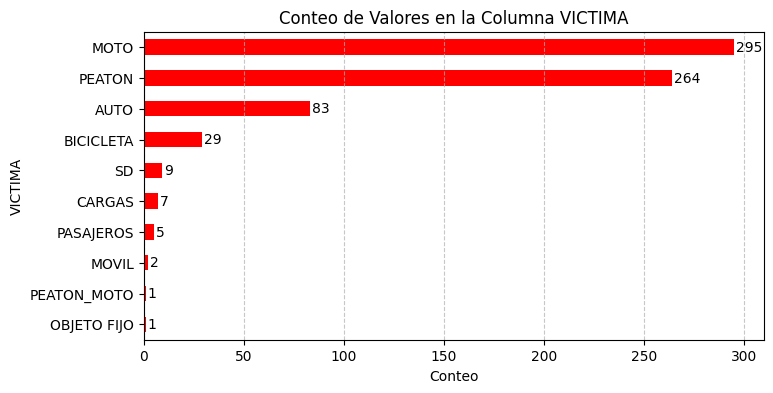 Conteo de Valores en la Columna VICTIMA
VICTIMA
MOTO 295
PEATON 264
AUTO 83
BICICLETA 29
SD 9
CARGAS 7
PASAJEROS 5
MOVIL 2
PEATON_MOTO 1
OBJETO FIJO 1
0 50 100 150 200 250 300
Conteo